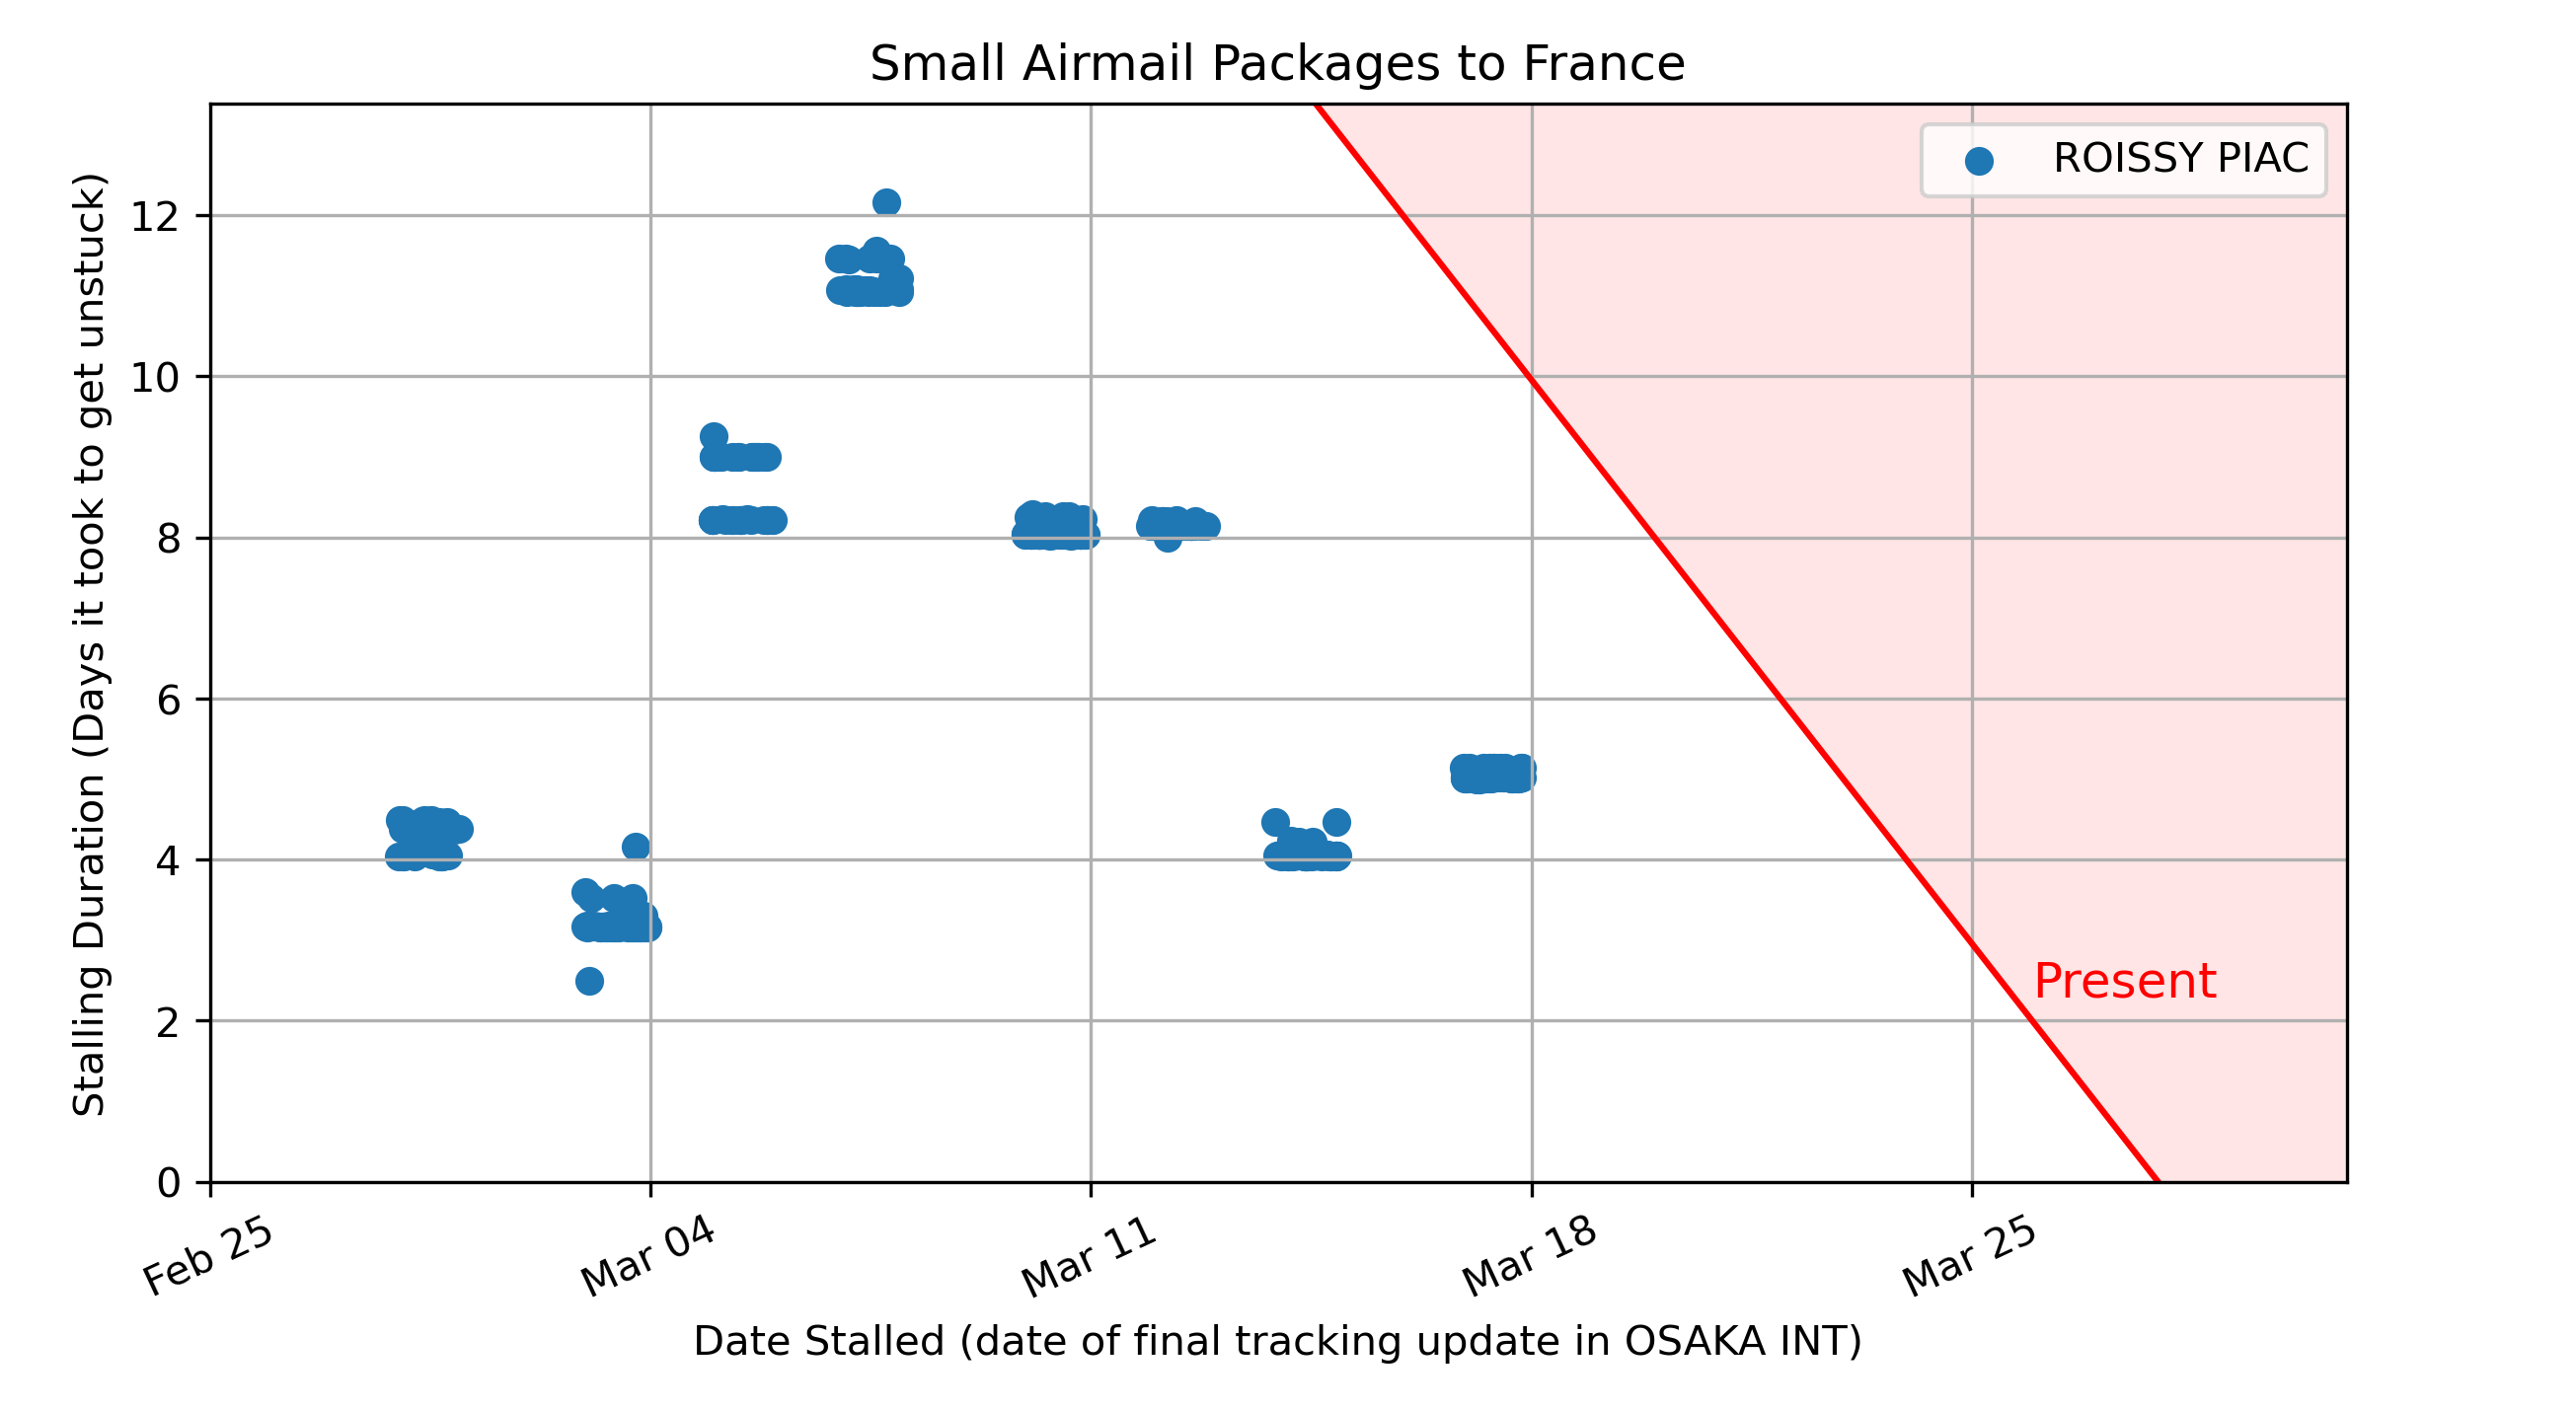 Small Airmail Packages to France
ROISSY PIAC
Stalling Duration (Days it took to get unstuck)
12
10
8
6
4
2
0
Present
Feb 25
Mar 04
Mar 11
Mar 18
Mar 25
Date Stalled (date of final tracking update in OSAKA INT)